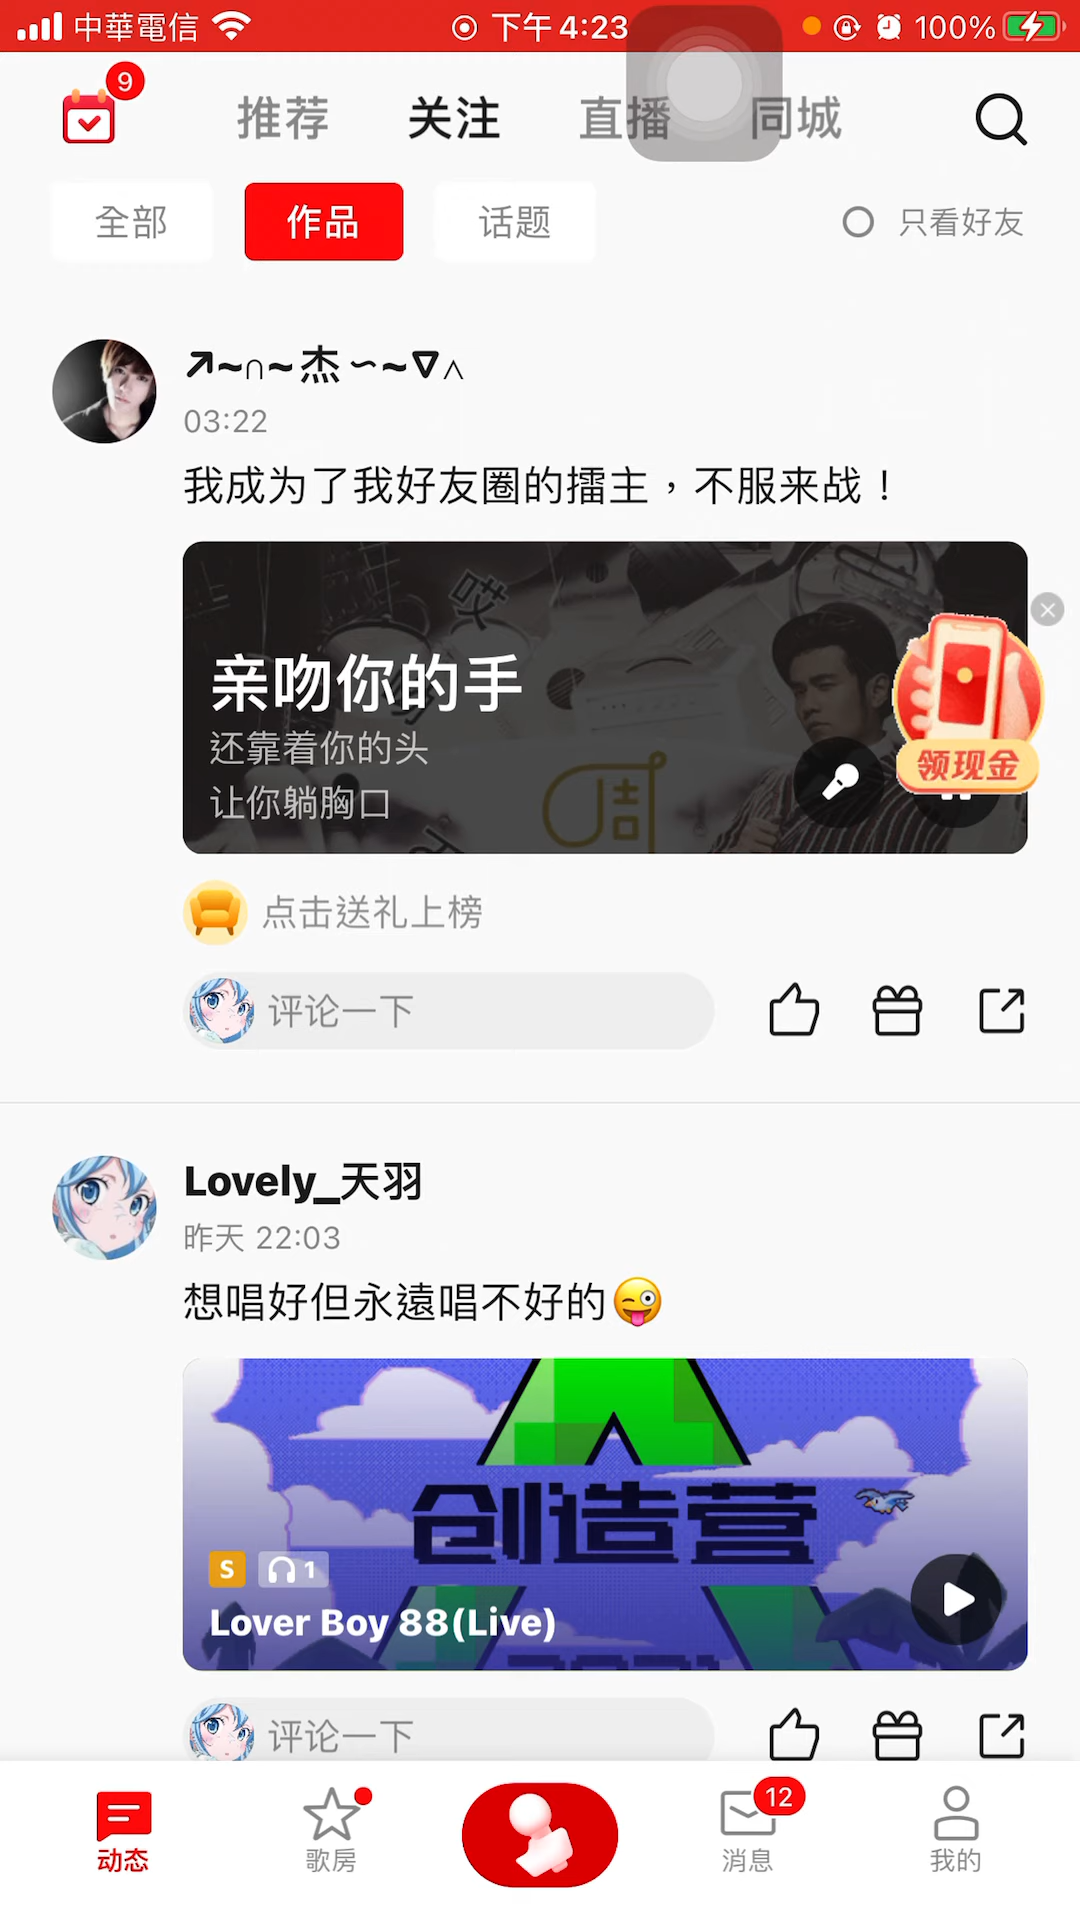 中華電信 下午 4:23 100%
9
推荐 关注 直播 同城
全部 作品 话题 只看好友
↗~∩~杰∽~∇^
03:22
我成为了我好友圈的擂主，不服来战！
哎
亲吻你的手
还靠着你的头
让你躺胸口
周
领现金
点击送礼上榜
评论一下
Lovely_天羽
昨天 22:03
想唱好但永遠唱不好的😜
创造营
S 1
Lover Boy 88(Live)
评论一下
动态 歌房 12 消息 我的